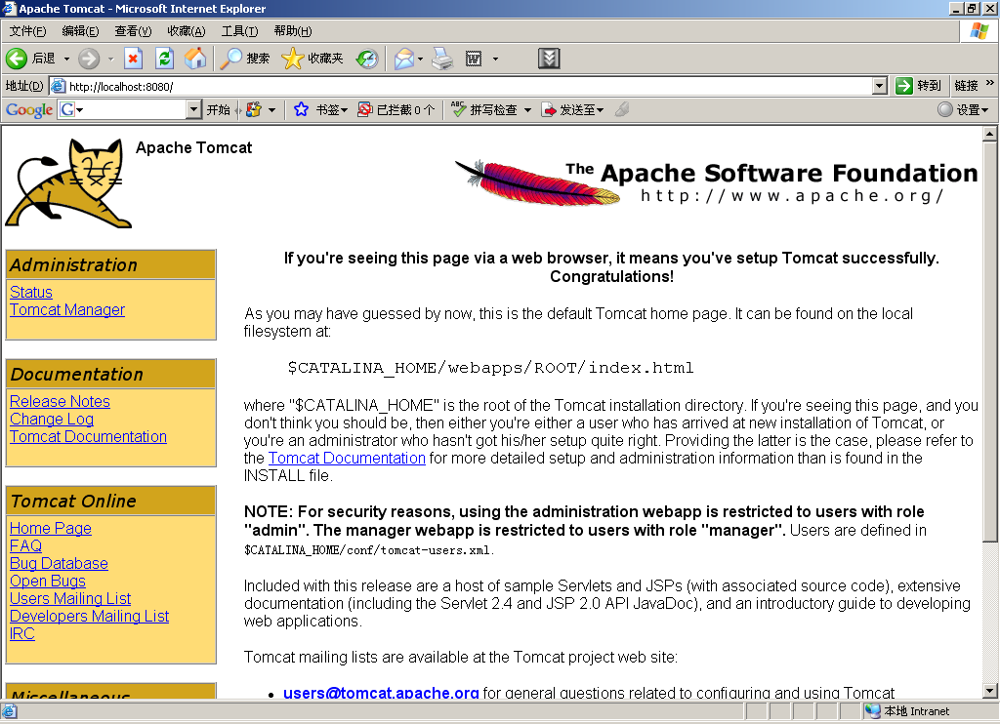 Apache Tomcat - Microsoft Internet Explorer
文件(F) 编辑(E) 查看(V) 收藏(A) 工具(T) 帮助(H)
后退 搜索 收藏夹
地址(D) http://localhost:8080/ 转到 链接 »
Google G 开始 书签 已拦截 0 个 ABC 拼写检查 发送至 设置
Apache Tomcat
The Apache Software Foundation
http://www.apache.org/
Administration
Status
Tomcat Manager
Documentation
Release Notes
Change Log
Tomcat Documentation
Tomcat Online
Home Page
FAQ
Bug Database
Open Bugs
Users Mailing List
Developers Mailing List
IRC
Miscellaneous
If you're seeing this page via a web browser, it means you've setup Tomcat successfully.
Congratulations!
As you may have guessed by now, this is the default Tomcat home page. It can be found on the local
filesystem at:
$CATALINA_HOME/webapps/ROOT/index.html
where "$CATALINA_HOME" is the root of the Tomcat installation directory. If you're seeing this page, and you
don't think you should be, then either you're either a user who has arrived at new installation of Tomcat, or
you're an administrator who hasn't got his/her setup quite right. Providing the latter is the case, please refer to
the Tomcat Documentation for more detailed setup and administration information than is found in the
INSTALL file.
NOTE: For security reasons, using the administration webapp is restricted to users with role
"admin". The manager webapp is restricted to users with role "manager". Users are defined in
$CATALINA_HOME/conf/tomcat-users.xml.
Included with this release are a host of sample Servlets and JSPs (with associated source code), extensive
documentation (including the Servlet 2.4 and JSP 2.0 API JavaDoc), and an introductory guide to developing
web applications.
Tomcat mailing lists are available at the Tomcat project web site:
• users@tomcat.apache.org for general questions related to configuring and using Tomcat
本地 Intranet